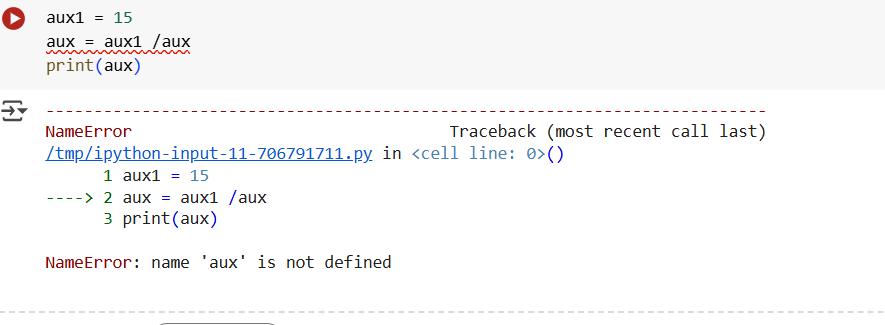 aux1 = 15
aux = aux1 /aux
print(aux)
---------------------------------------------------------------------------
NameError                                 Traceback (most recent call last)
/tmp/ipython-input-11-706791711.py in <cell line: 0>()
      1 aux1 = 15
----> 2 aux = aux1 /aux
      3 print(aux)
NameError: name 'aux' is not defined